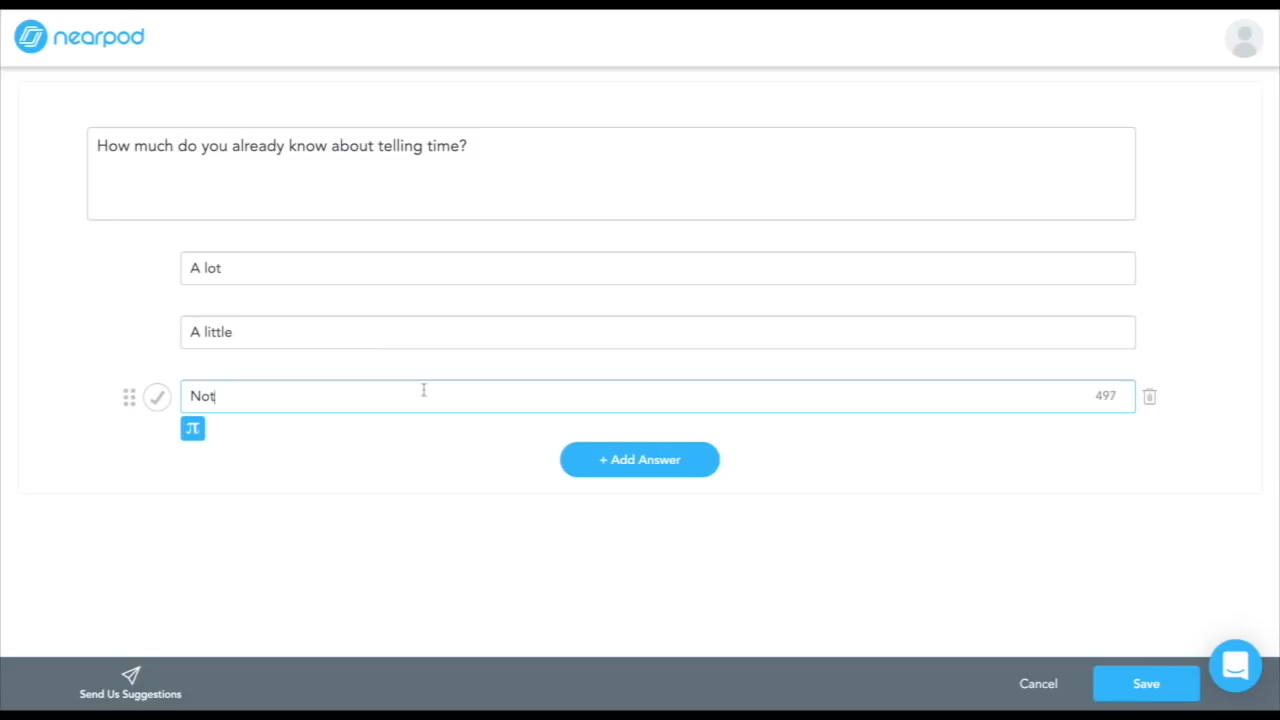 nearpod
How much do you already know about telling time?
A lot
A little
Not
497
π
+ Add Answer
Send Us Suggestions
Cancel
Save